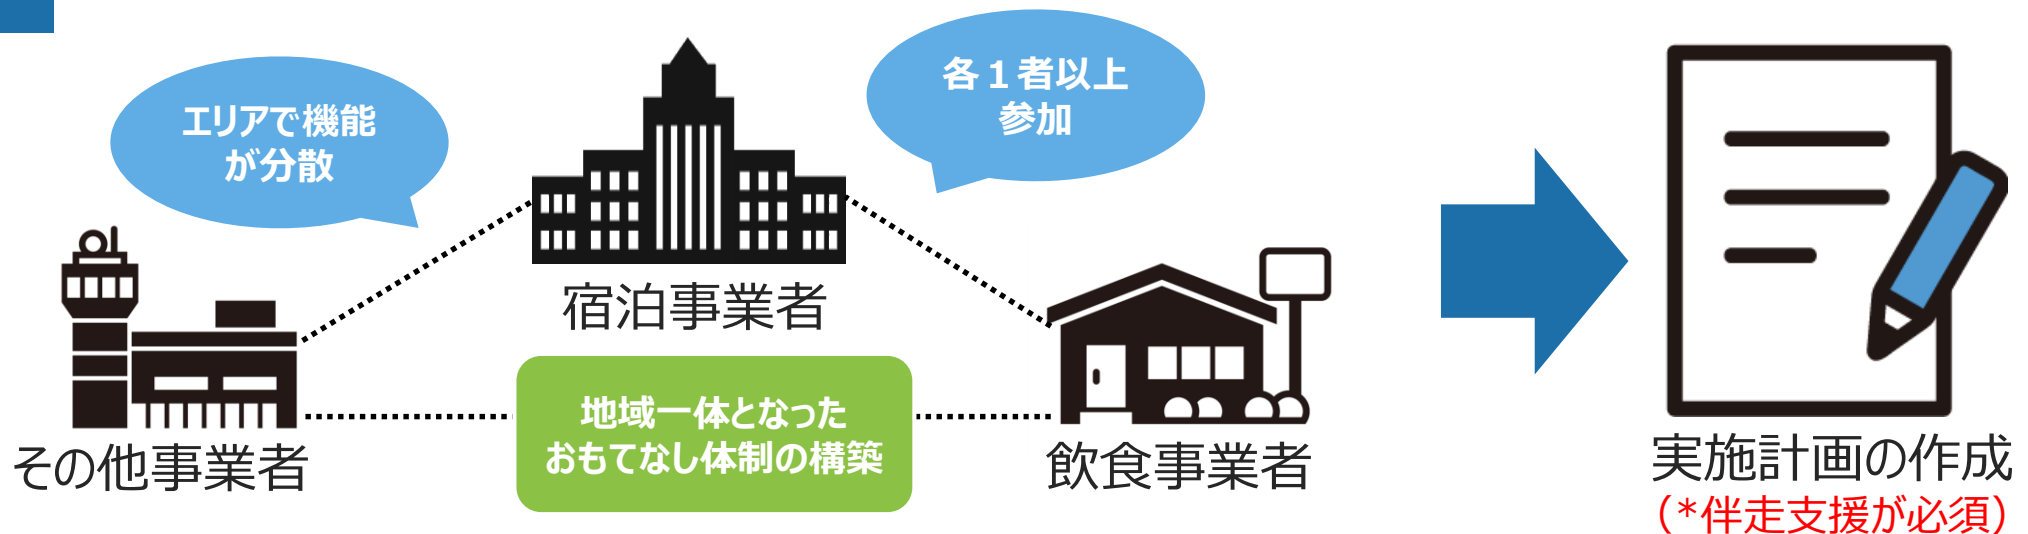 エリアで機能
が分散
各１者以上
参加
宿泊事業者
地域一体となった
おもてなし体制の構築
その他事業者
飲食事業者
実施計画の作成
（*伴走支援が必須）